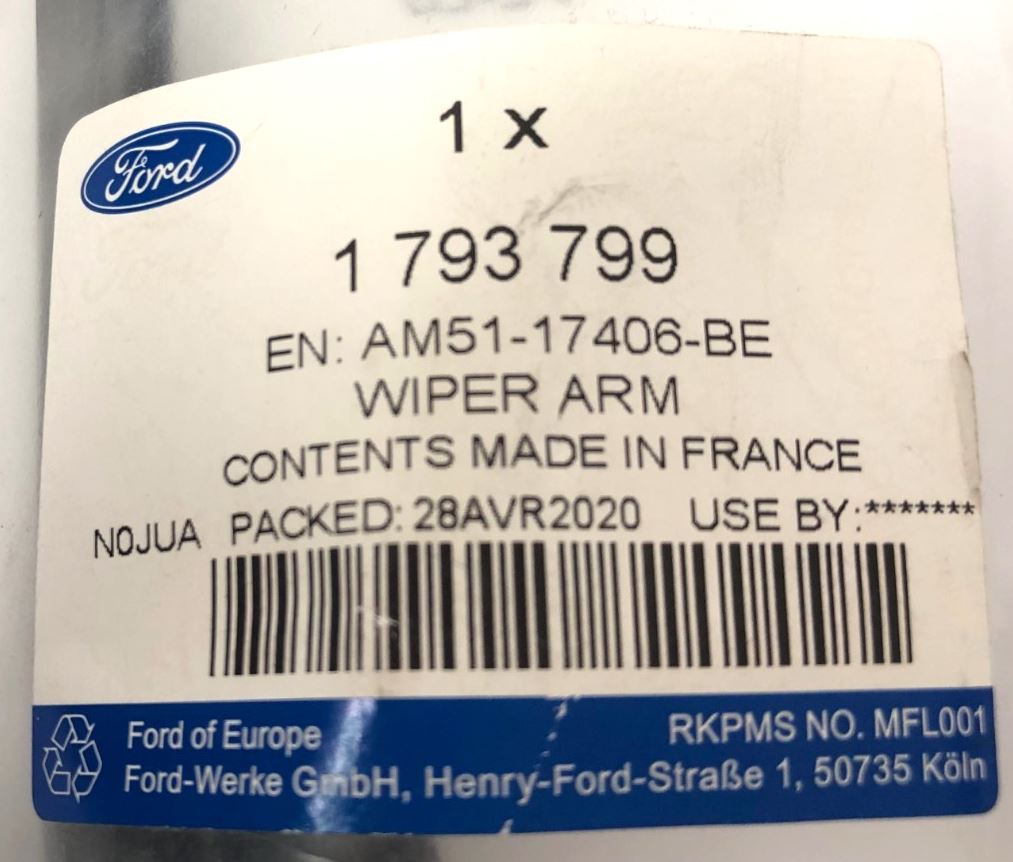 Ford
1 x
1 793 799
EN: AM51-17406-BE
WIPER ARM
CONTENTS MADE IN FRANCE
N0JUA PACKED: 28AVR2020 USE BY:*******
Ford of Europe RKPMS NO. MFL001
Ford-Werke GmbH, Henry-Ford-Straße 1, 50735 Köln